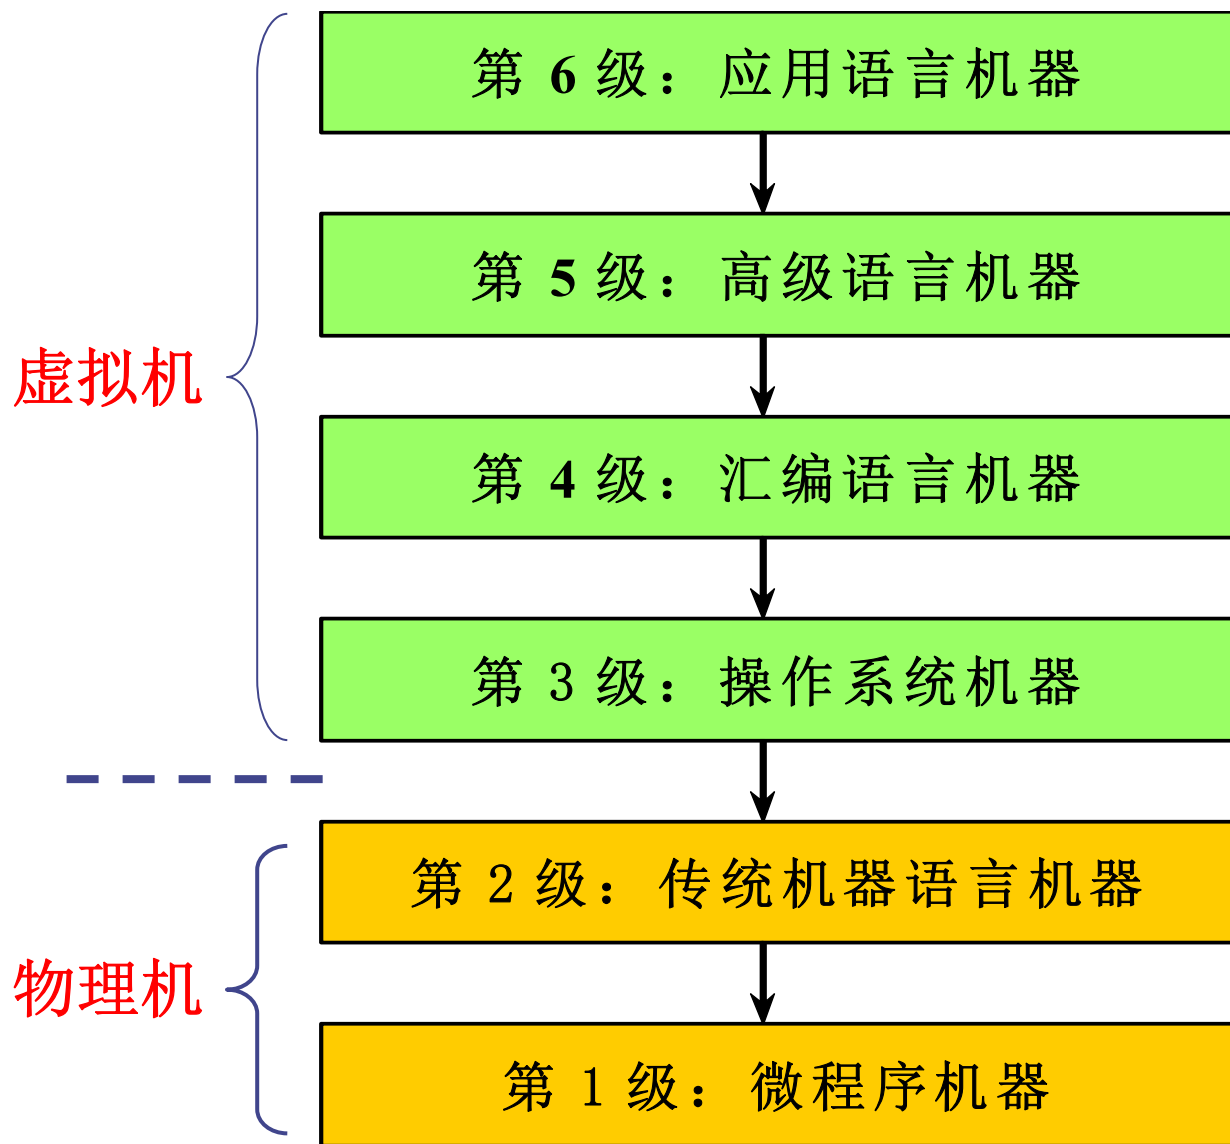 第 6 级：应用语言机器
第 5 级：高级语言机器
虚拟机
第 4 级：汇编语言机器
第 3 级：操作系统机器
第 2 级：传统机器语言机器
物理机
第 1 级：微程序机器